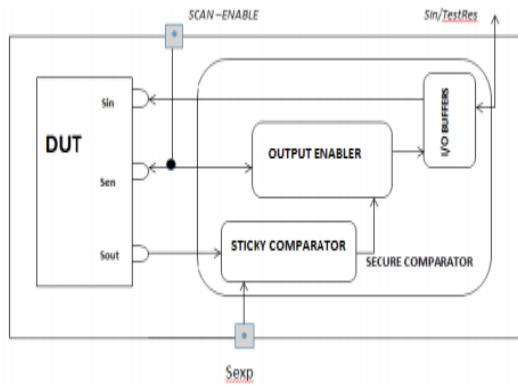 SCAN –ENABLE
Sin/TestRes
Sin
DUT
I/O BUFFERS
OUTPUT ENABLER
Sen
STICKY COMPARATOR
Sout
SECURE COMPARATOR
Sexp